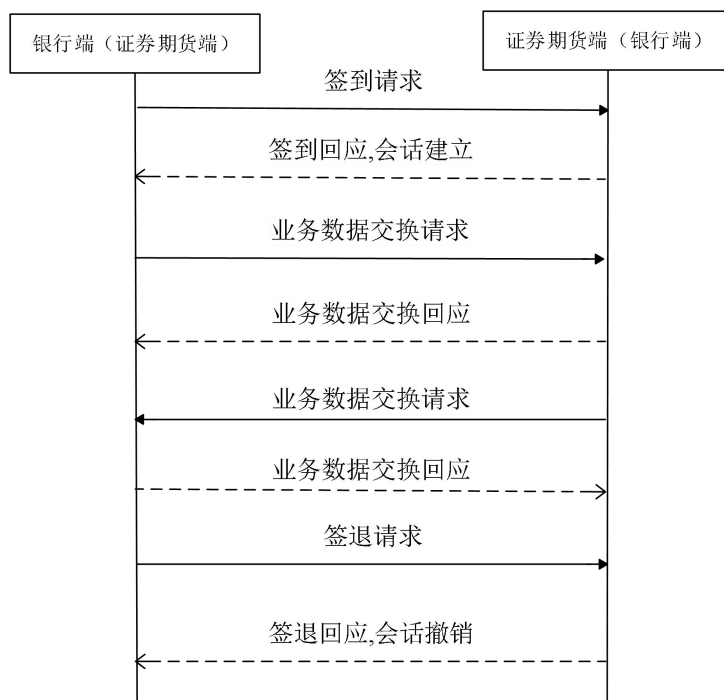 银行端（证券期货端）
证券期货端（银行端）
签到请求
签到回应,会话建立
业务数据交换请求
业务数据交换回应
业务数据交换请求
业务数据交换回应
签退请求
签退回应,会话撤销